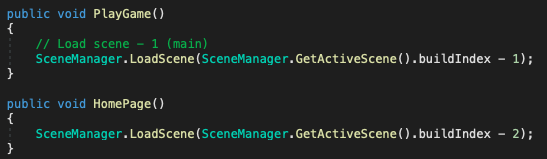 public void PlayGame()
{
    // Load scene - 1 (main)
    SceneManager.LoadScene(SceneManager.GetActiveScene().buildIndex - 1);
}

public void HomePage()
{
    SceneManager.LoadScene(SceneManager.GetActiveScene().buildIndex - 2);
}